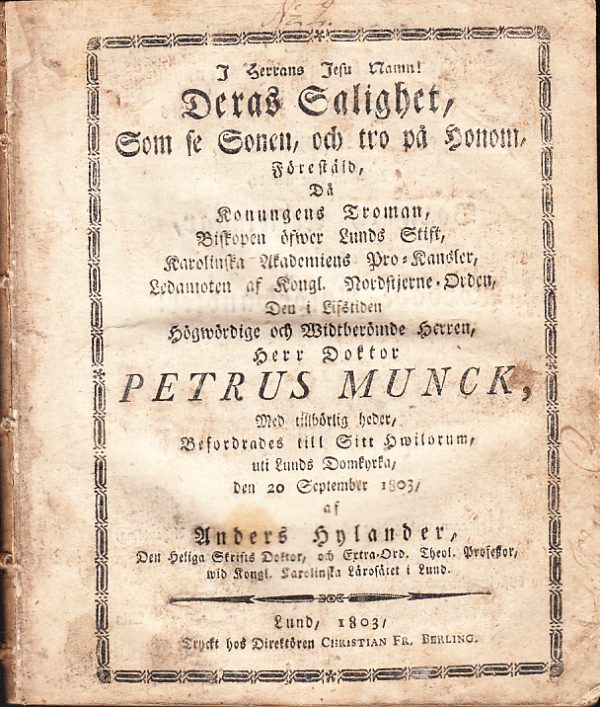 No. 2.
J Herrans Jesu Namn!
Deras Salighet,
Som se Sonen, och tro på Honom,
Föreställd,
Då
Konungens Troman,
Biskopen öfwer Lunds Stift,
Karolinska Akademiens Pro-Kansler,
Ledamoten af Kongl. Nordstjerne-Orden,
Den i Lifstiden
Högwördige och Widtberömde Herren,
Herr Doktor
PETRUS MUNCK,
Med tillbörlig heder,
Befordrades till Sitt Hwilorum,
uti Lunds Domkyrka,
den 20 September 1803,
af
Anders Hylander,
Den Heliga Skrifts Doktor, och Extra-Ord. Theol. Profeßor,
wid Kongl. Carolinska Lärosätet i Lund.
Lund, 1803,
Tryckt hos Direktören CHRISTIAN FR. BERLING.